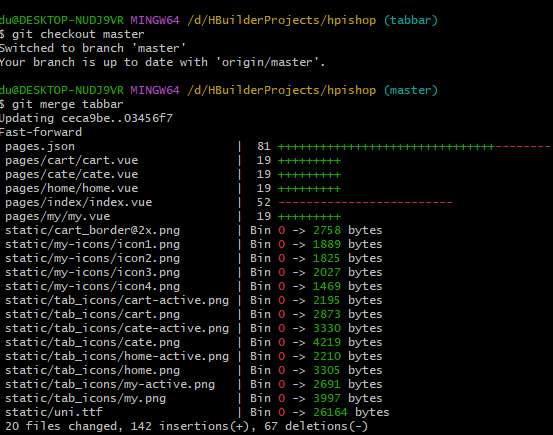 du@DESKTOP-NUDJ9VR MINGW64 /d/HBuilderProjects/hpishop (tabbar)
$ git checkout master
Switched to branch 'master'
Your branch is up to date with 'origin/master'.
du@DESKTOP-NUDJ9VR MINGW64 /d/HBuilderProjects/hpishop (master)
$ git merge tabbar
Updating ceca9be..03456f7
Fast-forward
pages.json | 81 +++++++++++++++++++++++++++++++--------
pages/cart/cart.vue | 19 +++++++++
pages/cate/cate.vue | 19 +++++++++
pages/home/home.vue | 19 +++++++++
pages/index/index.vue | 52 -------------------------
pages/my/my.vue | 19 +++++++++
static/cart_border@2x.png | Bin 0 -> 2758 bytes
static/my-icons/icon1.png | Bin 0 -> 1889 bytes
static/my-icons/icon2.png | Bin 0 -> 1825 bytes
static/my-icons/icon3.png | Bin 0 -> 2027 bytes
static/my-icons/icon4.png | Bin 0 -> 1469 bytes
static/tab_icons/cart-active.png | Bin 0 -> 2195 bytes
static/tab_icons/cart.png | Bin 0 -> 2873 bytes
static/tab_icons/cate-active.png | Bin 0 -> 3330 bytes
static/tab_icons/cate.png | Bin 0 -> 4219 bytes
static/tab_icons/home-active.png | Bin 0 -> 2210 bytes
static/tab_icons/home.png | Bin 0 -> 3305 bytes
static/tab_icons/my-active.png | Bin 0 -> 2691 bytes
static/tab_icons/my.png | Bin 0 -> 3997 bytes
static/uni.ttf | Bin 0 -> 26164 bytes
20 files changed, 142 insertions(+), 67 deletions(-)